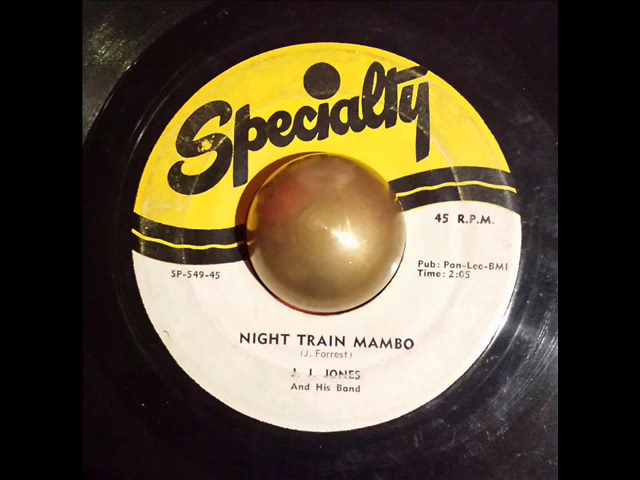 Specialty
45 R.P.M.
SP-549-45
Pub: Pan-Lee-BMI
Time: 2:05
NIGHT TRAIN MAMBO
(J. Forrest)
J. J. JONES
And His Band